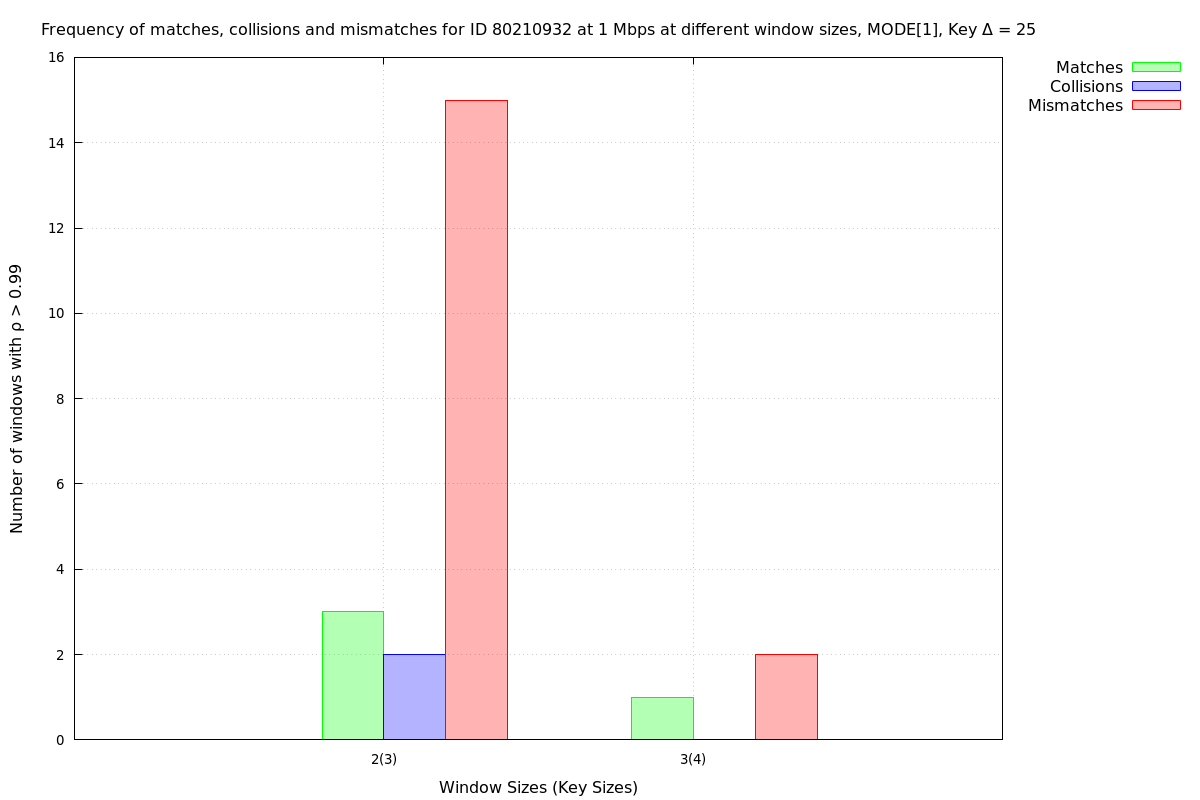 Frequency of matches, collisions and mismatches for ID 80210932 at 1 Mbps at different window sizes, MODE[1], Key Δ = 25
Matches
Collisions
Mismatches
Number of windows with ρ > 0.99
16
14
12
10
8
6
4
2
0
2(3)
3(4)
Window Sizes (Key Sizes)